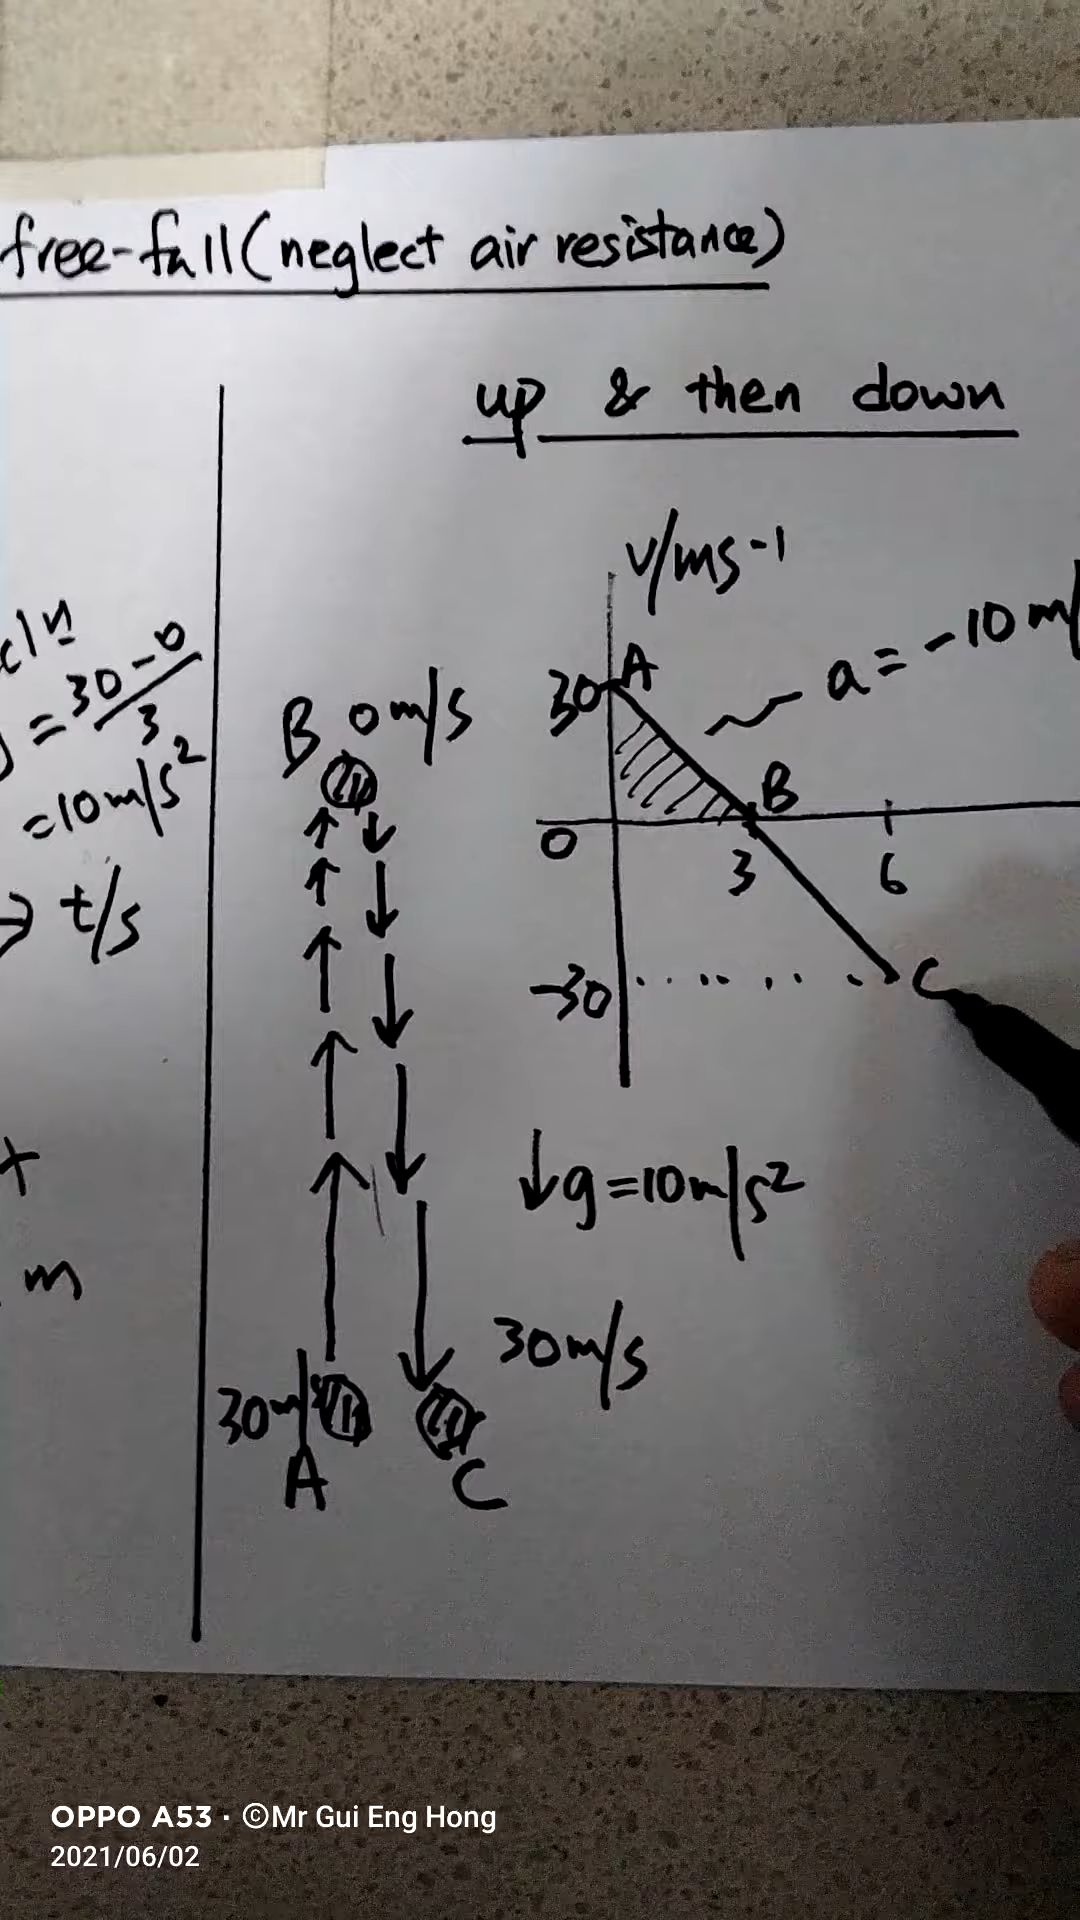 free-fall (neglect air resistance)
up & then down
= 30-0/3
= 10 m/s²
t/s
m
B 0 m/s
30 m/s
A
C
30 m/s
v/ms-1
30 A
a = -10 m/
B
0
3
6
-30
C
↓g = 10 m/s²
OPPO A53 · ©Mr Gui Eng Hong
2021/06/02